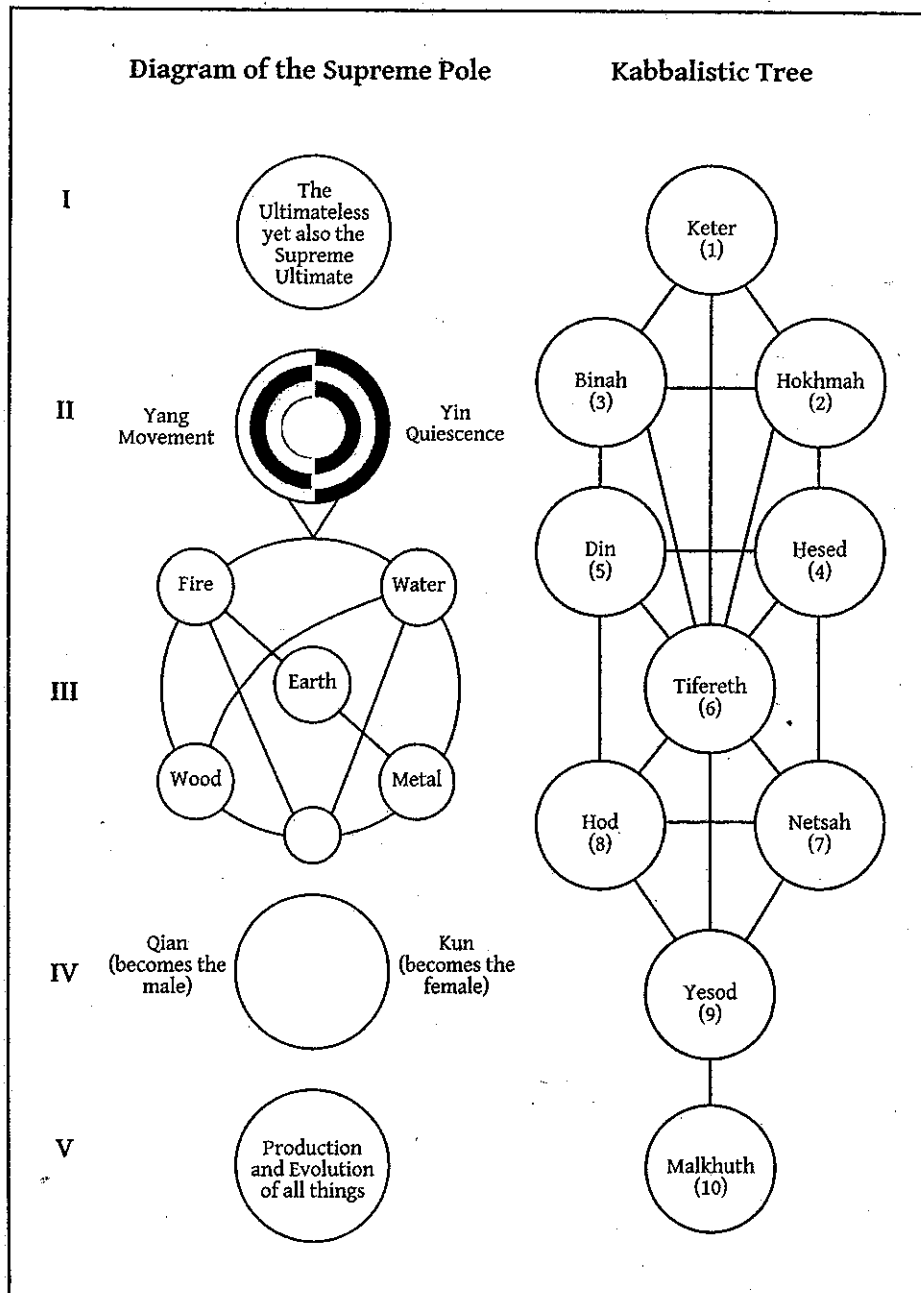 Diagram of the Supreme Pole
Kabbalistic Tree
I
The
Ultimateless
yet also the
Supreme
Ultimate
II
Yang
Movement
Yin
Quiescence
III
Fire
Water
Earth
Wood
Metal
IV
Qian
(becomes the
male)
Kun
(becomes the
female)
V
Production
and Evolution
of all things
Keter
(1)
Binah
(3)
Hokhmah
(2)
Din
(5)
Hesed
(4)
Tifereth
(6)
Hod
(8)
Netsah
(7)
Yesod
(9)
Malkhuth
(10)